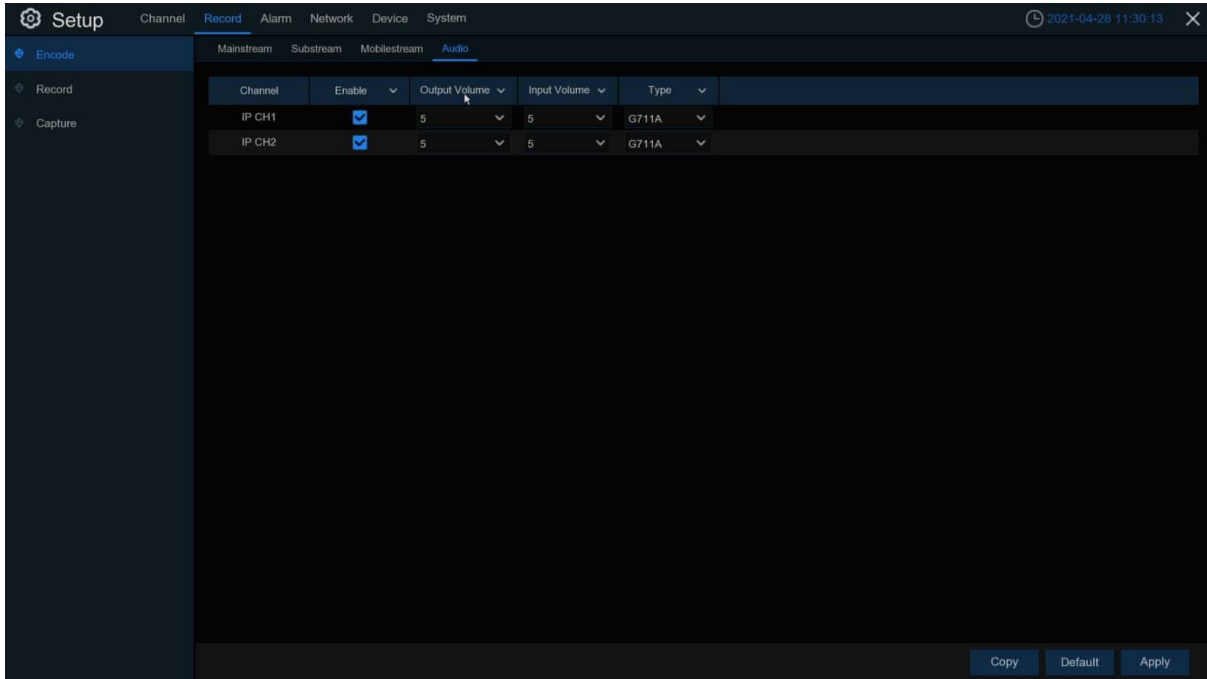 Setup Channel Record Alarm Network Device System 2021-04-28 11:30:13
Encode
Record
Capture
Mainstream Substream Mobilestream Audio
Channel Enable Output Volume Input Volume Type
IP CH1 5 5 G711A
IP CH2 5 5 G711A
Copy Default Apply